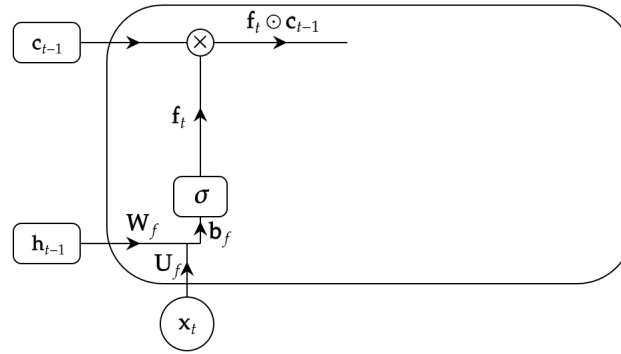 f_t ⊙ c_{t−1}
c_{t−1}
f_t
σ
W_f
b_f
h_{t−1}
U_f
x_t